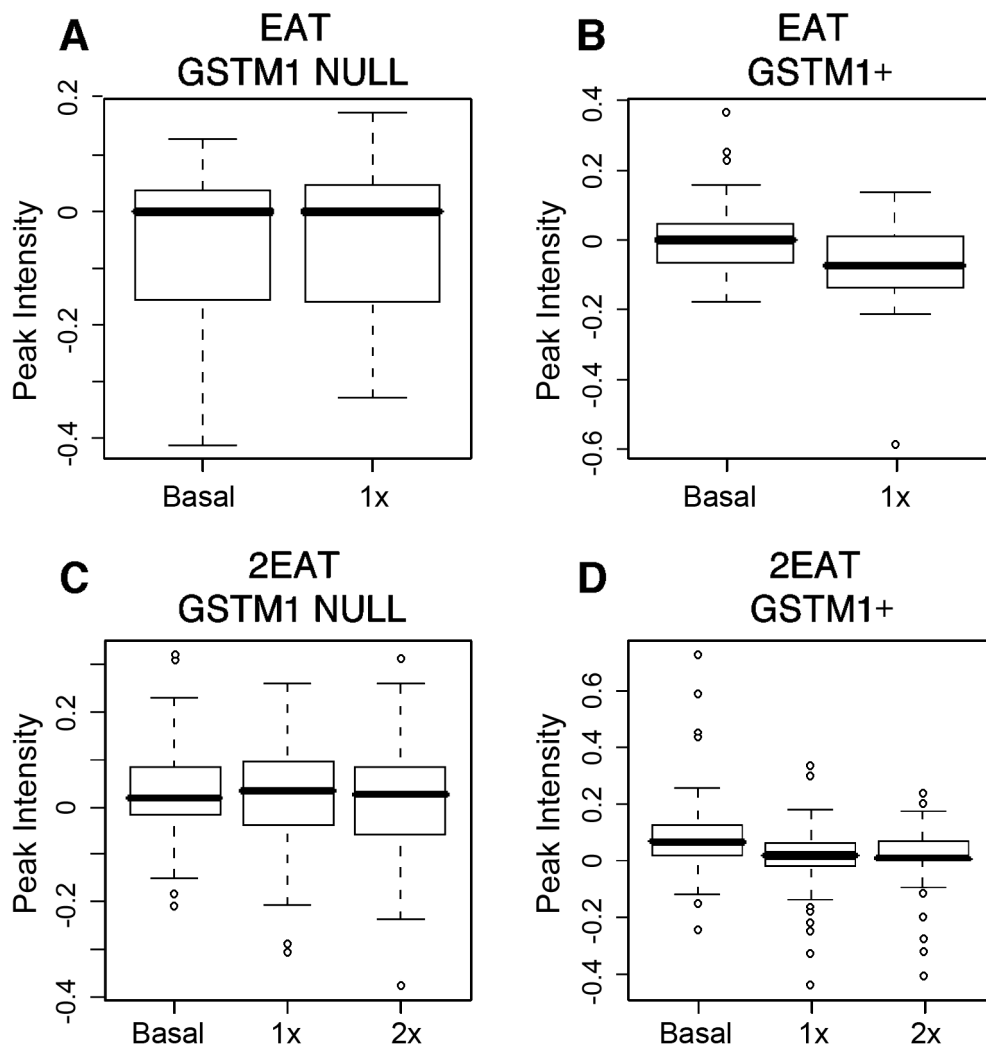 A
EAT
GSTM1 NULL
Peak Intensity
0.2
0
-0.2
-0.4
Basal
1x
B
EAT
GSTM1+
Peak Intensity
0.4
0.2
0
-0.2
-0.4
-0.6
Basal
1x
C
2EAT
GSTM1 NULL
Peak Intensity
0.2
0
-0.2
-0.4
Basal
1x
2x
D
2EAT
GSTM1+
Peak Intensity
0.6
0.4
0.2
0
-0.2
-0.4
Basal
1x
2x